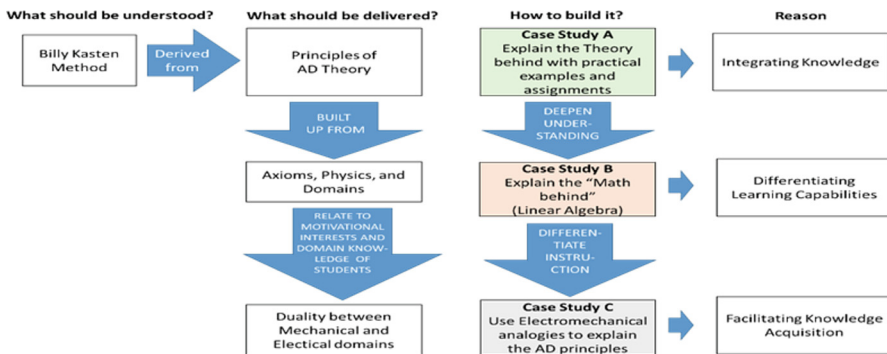 What should be understood?
What should be delivered?
How to build it?
Reason
Billy Kasten
Method
Derived
from
Principles of
AD Theory
Case Study A
Explain the Theory
behind with practical
examples and
assignments
Integrating Knowledge
BUILT
UP FROM
DEEPEN
UNDER-
STANDING
Axioms, Physics, and
Domains
Case Study B
Explain the "Math
behind"
(Linear Algebra)
Differentiating
Learning Capabilities
RELATE TO
MOTIVATIONAL
INTERESTS AND
DOMAIN KNOW-
LEDGE OF
STUDENTS
DIFFEREN-
TIATE
INSTRU-
CTION
Duality between
Mechanical and
Electical domains
Case Study C
Use Electromechanical
analogies to explain
the AD principles
Facilitating Knowledge
Acquisition